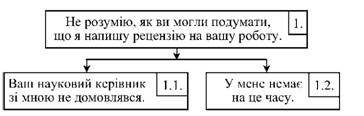 Не розумію, як ви могли подумати, 1.
що я напишу рецензію на вашу роботу.
Ваш науковий керівник 1.1.
зі мною не домовлявся.
У мене немає 1.2.
на це часу.